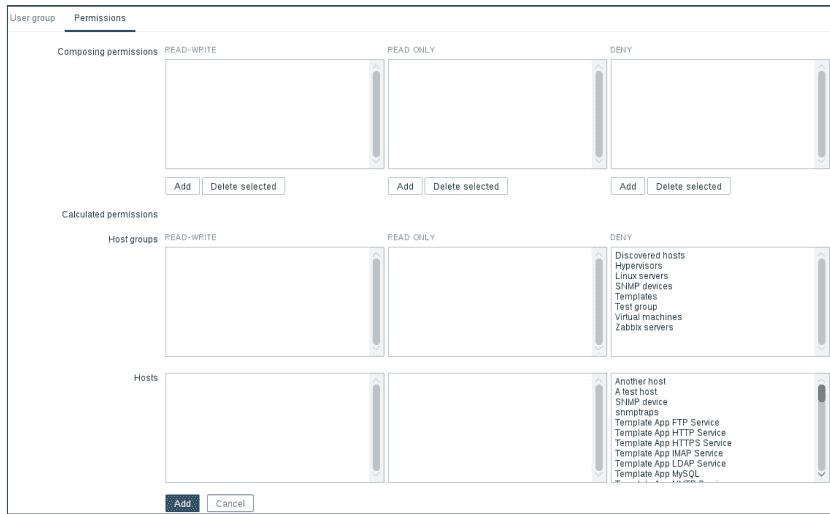 User group Permissions
Composing permissions READ-WRITE READ ONLY DENY
Add Delete selected Add Delete selected Add Delete selected
Calculated permissions
Host groups READ-WRITE READ ONLY DENY
Discovered hosts
Hypervisors
Linux servers
SNMP devices
Templates
Test group
Virtual machines
Zabbix servers
Hosts
Another host
A test host
SNMP device
snmptraps
Template App FTP Service
Template App HTTP Service
Template App HTTPS Service
Template App IMAP Service
Template App LDAP Service
Template App MySQL
Add Cancel